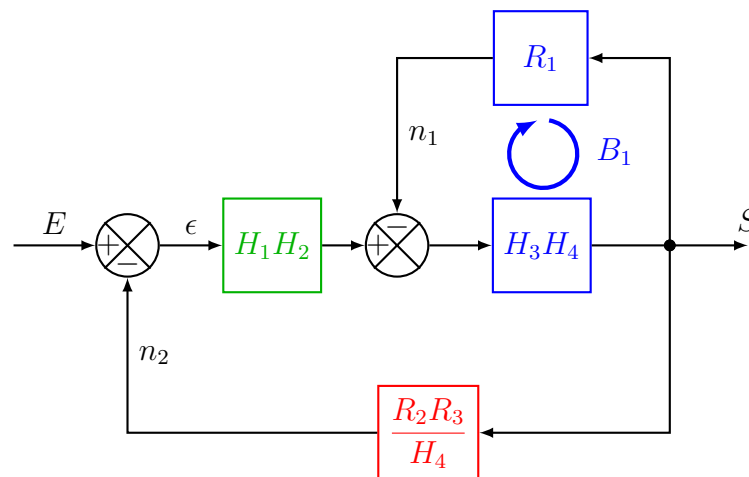 R₁
n₁
B₁
E
+
−
ϵ
H₁H₂
+
−
H₃H₄
S
n₂
R₂R₃
H₄